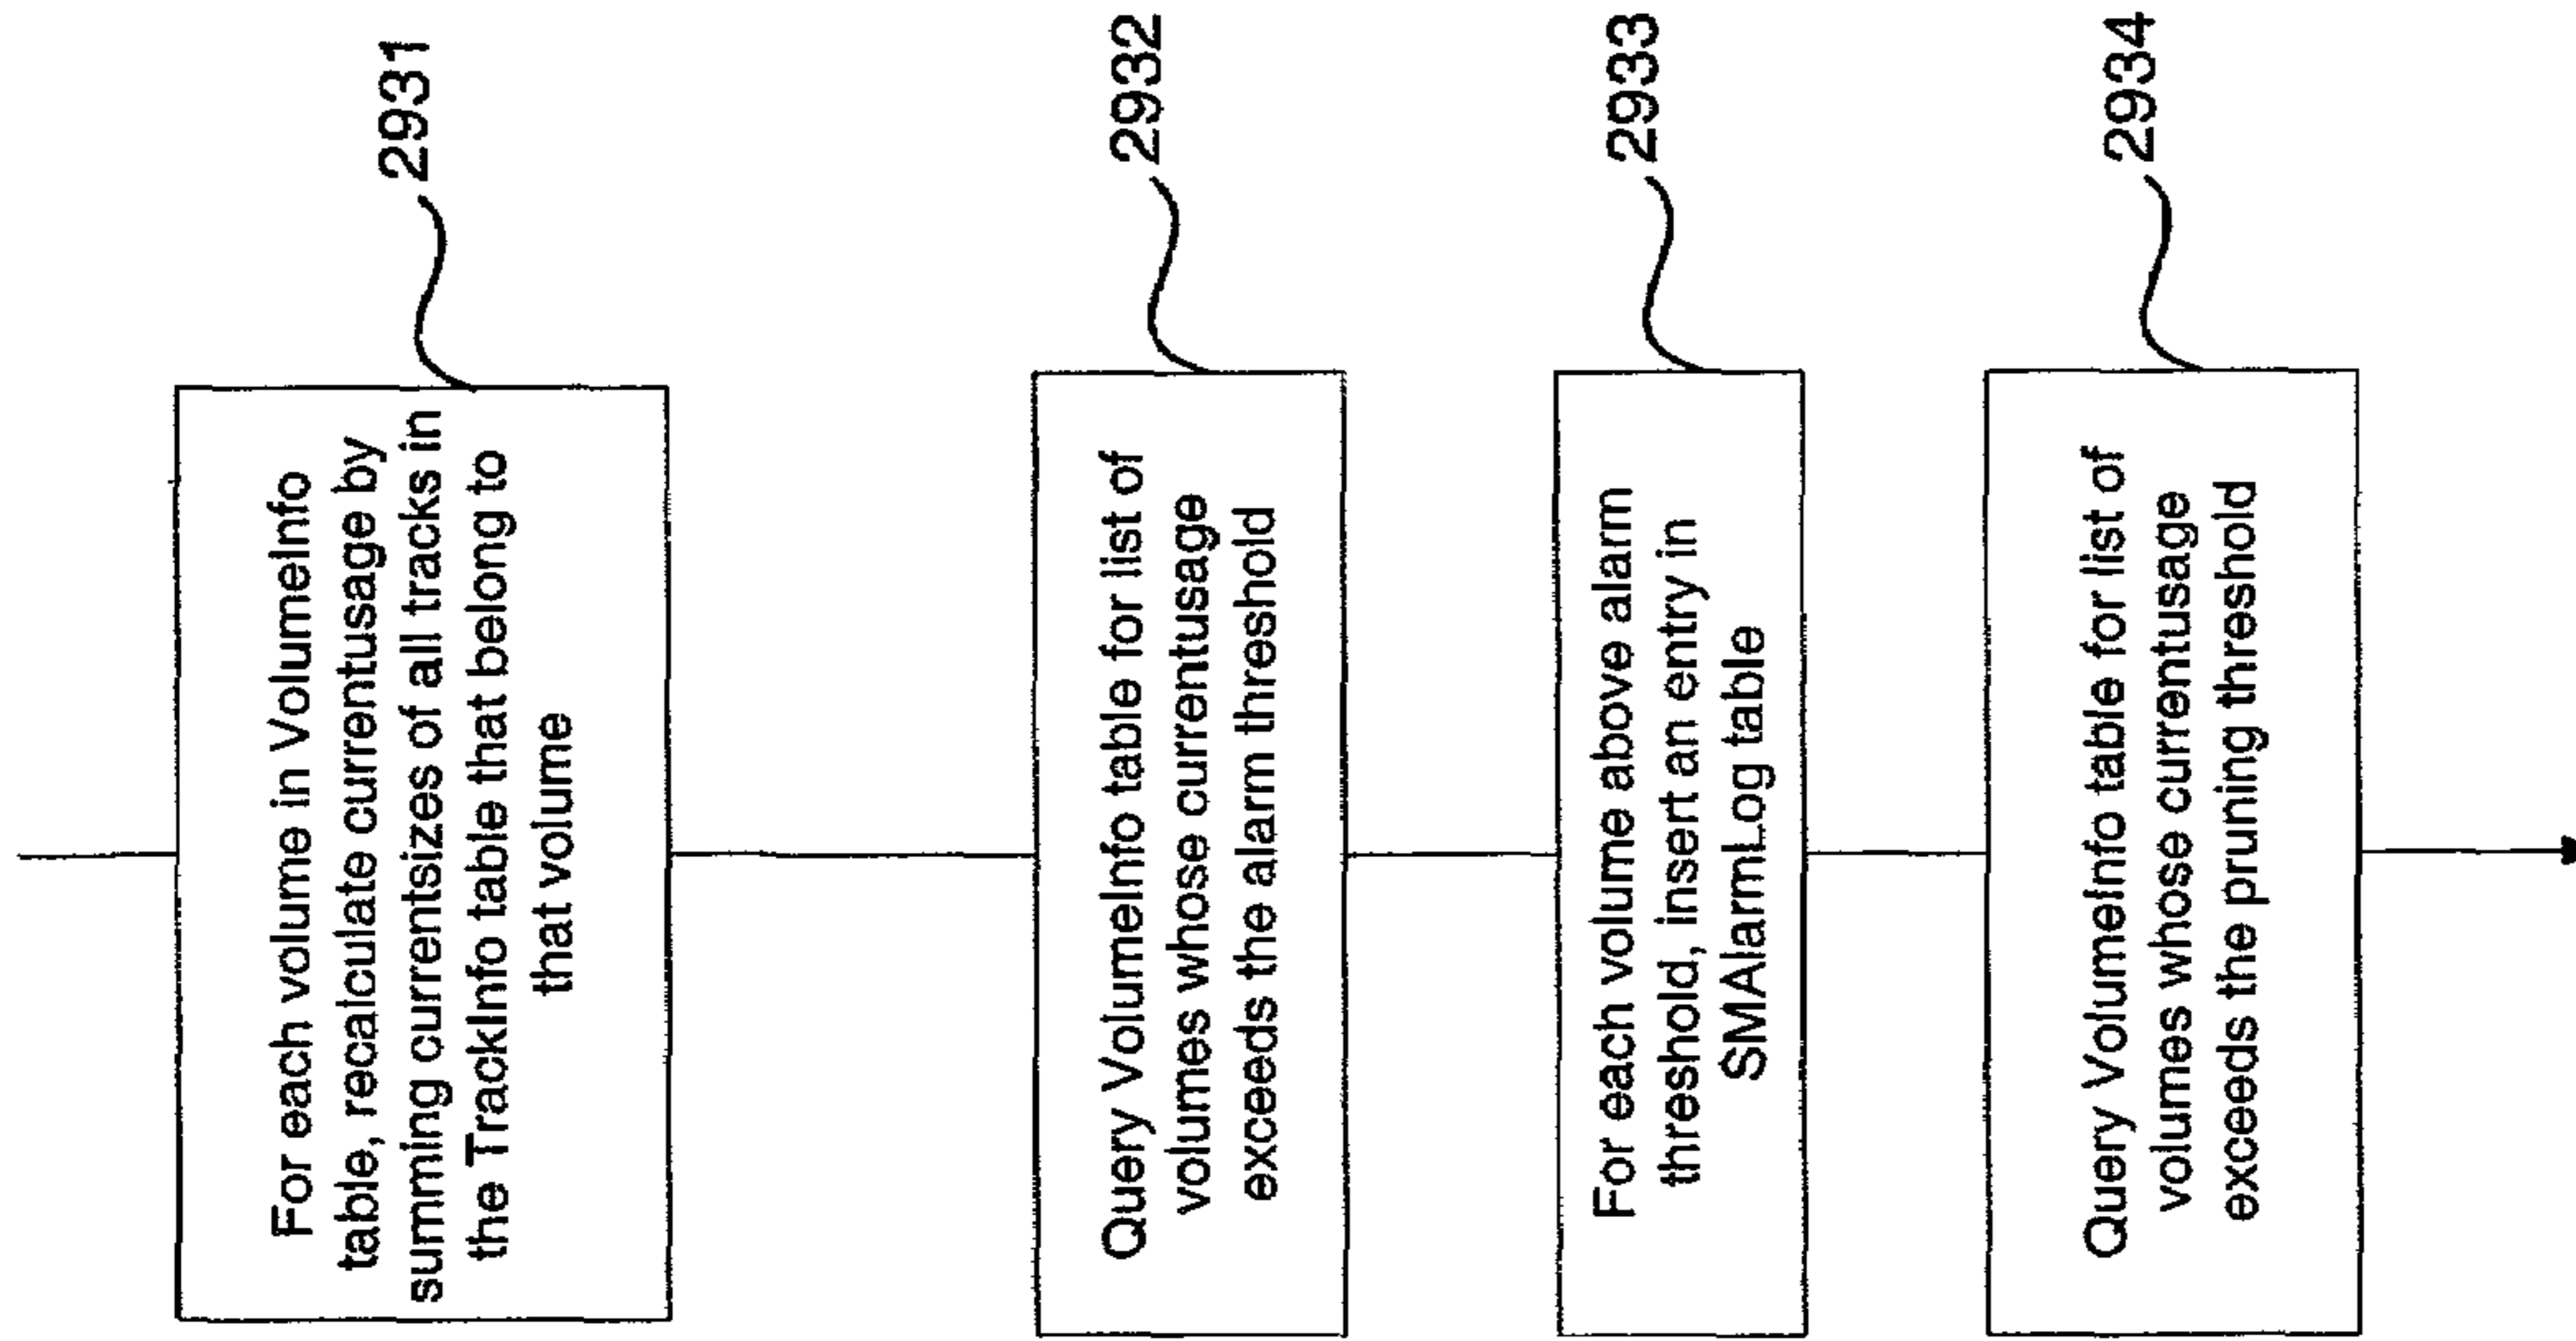 For each volume in VolumeInfo
table, recalculate currentusage by
summing currentsizes of all tracks in
the TrackInfo table that belong to
that volume
2931
Query VolumeInfo table for list of
volumes whose currentusage
exceeds the alarm threshold
2932
For each volume above alarm
threshold, insert an entry in
SMAlarmLog table
2933
Query VolumeInfo table for list of
volumes whose currentusage
exceeds the pruning threshold
2934